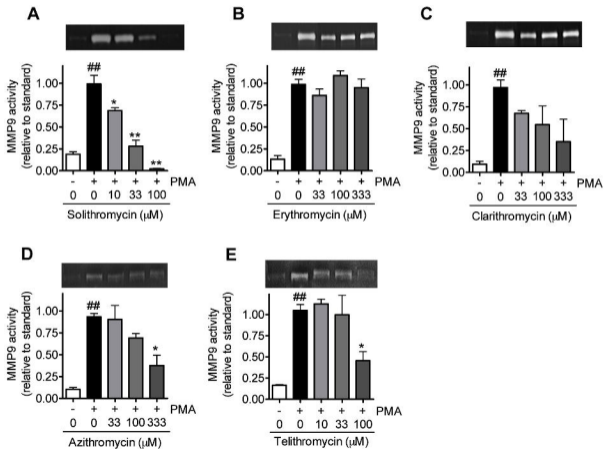 A
MMP9 activity
(relative to standard)
1.00
0.75
0.50
0.25
0.00
##
*
**
**
- + + + + PMA
0 0 10 33 100
Solithromycin (μM)
B
MMP9 activity
(relative to standard)
1.00
0.75
0.50
0.25
0.00
##
- + + + + PMA
0 0 33 100 333
Erythromycin (μM)
C
MMP9 activity
(relative to standard)
1.00
0.75
0.50
0.25
0.00
##
- + + + + PMA
0 0 33 100 333
Clarithromycin (μM)
D
MMP9 activity
(relative to standard)
1.00
0.75
0.50
0.25
0.00
##
*
- + + + + PMA
0 0 33 100 333
Azithromycin (μM)
E
MMP9 activity
(relative to standard)
1.00
0.75
0.50
0.25
0.00
##
*
- + + + + PMA
0 0 10 33 100
Telithromycin (μM)